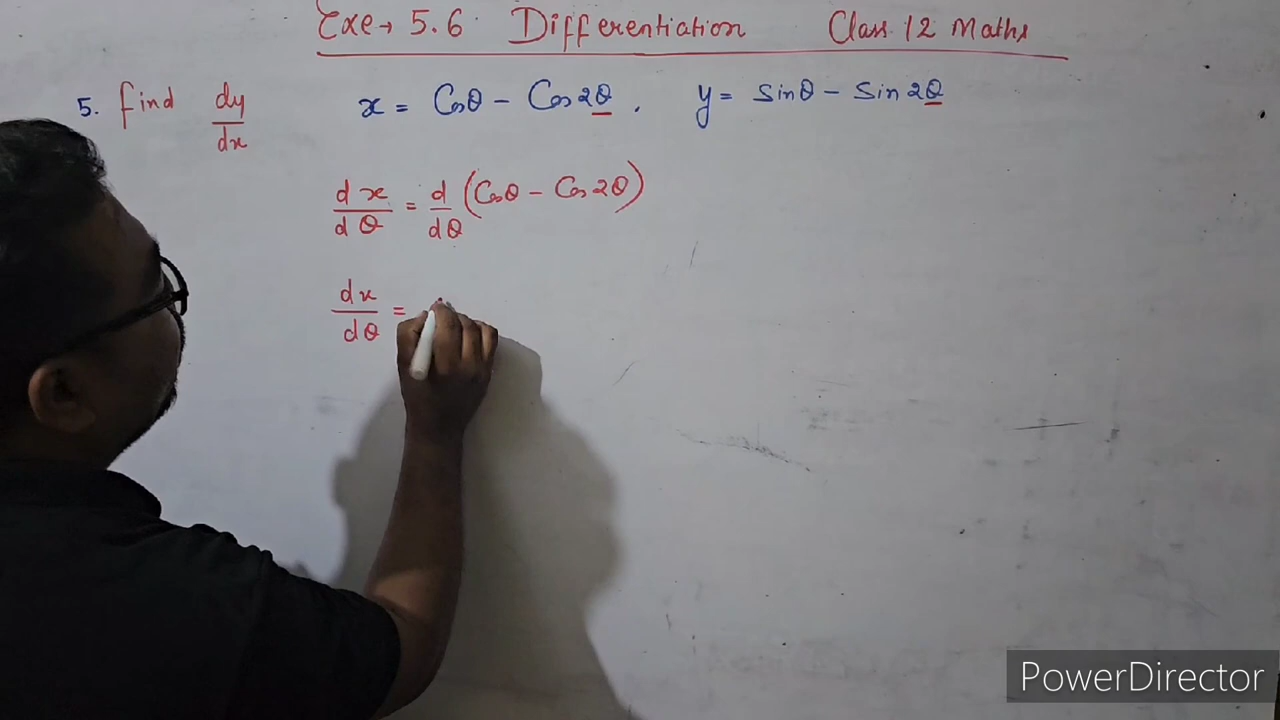 Exe→ 5.6. Differentiation Class 12 Maths
5. Find dy/dx x = Cosθ - Cos2θ, y = Sinθ - Sin2θ
dx/dθ = d/dθ (Cosθ - Cos2θ)
dx/dθ =
PowerDirector